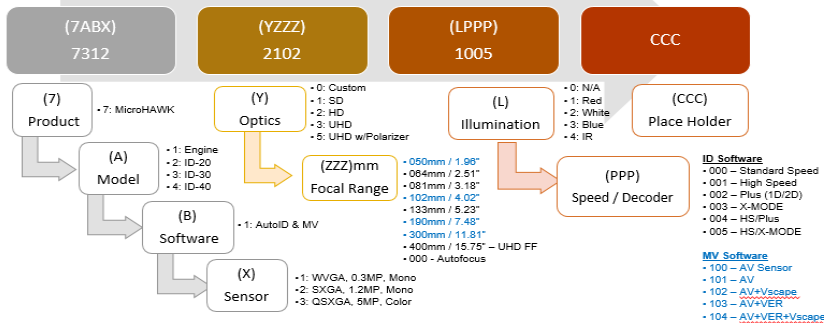 (7ABX)
7312
(YZZZ)
2102
(LPPP)
1005
CCC
(7)
Product
- 7: MicroHAWK
(A)
Model
- 1: Engine
- 2: ID-20
- 3: ID-30
- 4: ID-40
(B)
Software
- 1: AutoID & MV
(X)
Sensor
- 1: WVGA, 0.3MP, Mono
- 2: SXGA, 1.2MP, Mono
- 3: QSXGA, 5MP, Color
(Y)
Optics
- 0: Custom
- 1: SD
- 2: HD
- 3: UHD
- 5: UHD w/Polarizer
(ZZZ)mm
Focal Range
- 050mm / 1.96”
- 064mm / 2.51”
- 081mm / 3.18”
- 102mm / 4.02”
- 133mm / 5.23”
- 190mm / 7.48”
- 300mm / 11.81”
- 400mm / 15.75” – UHD FF
- 000 - Autofocus
(L)
Illumination
- 0: N/A
- 1: Red
- 2: White
- 3: Blue
- 4: IR
(PPP)
Speed / Decoder
(CCC)
Place Holder
ID Software
- 000 – Standard Speed
- 001 – High Speed
- 002 – Plus (1D/2D)
- 003 – X-MODE
- 004 – HS/Plus
- 005 – HS/X-MODE
MV Software
- 100 – AV Sensor
- 101 – AV
- 102 – AV+Vscape
- 103 – AV+VER
- 104 – AV+VER+Vscape